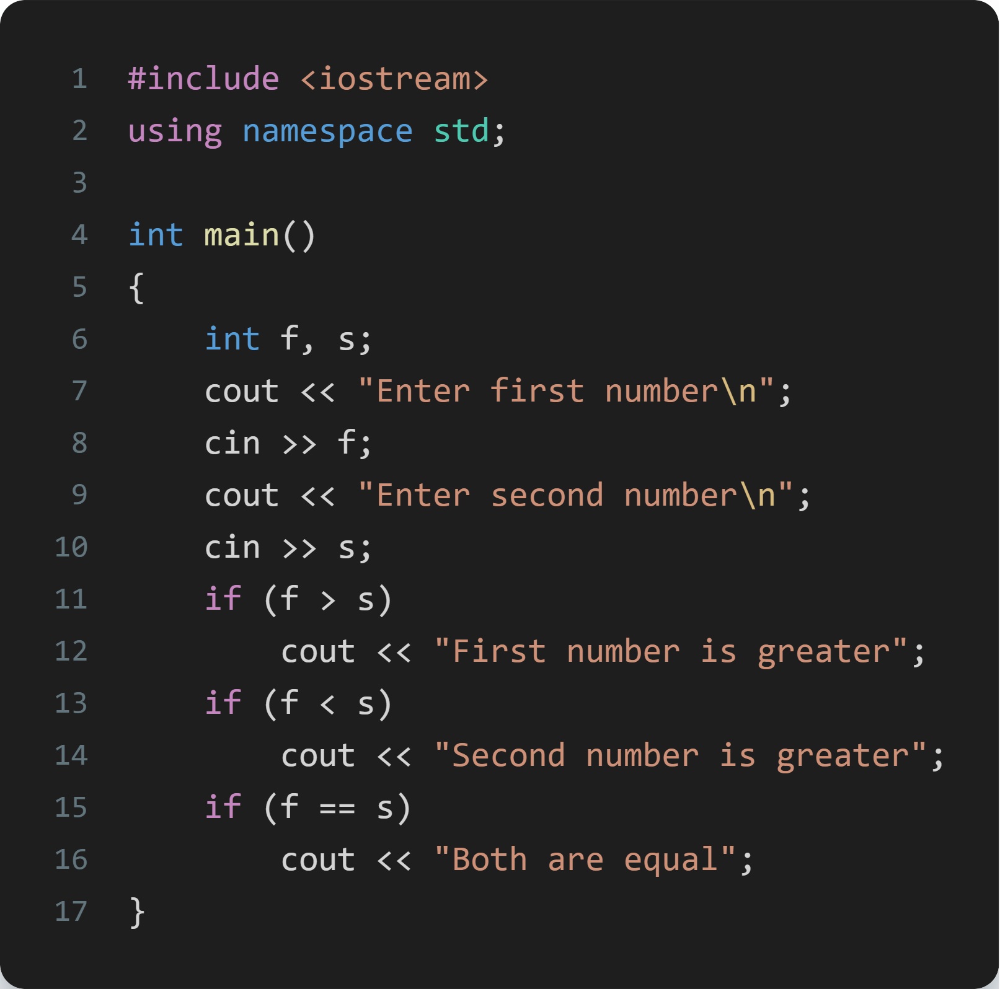 1 #include <iostream>
2 using namespace std;
3
4 int main()
5 {
6     int f, s;
7     cout << "Enter first number\n";
8     cin >> f;
9     cout << "Enter second number\n";
10     cin >> s;
11     if (f > s)
12         cout << "First number is greater";
13     if (f < s)
14         cout << "Second number is greater";
15     if (f == s)
16         cout << "Both are equal";
17 }